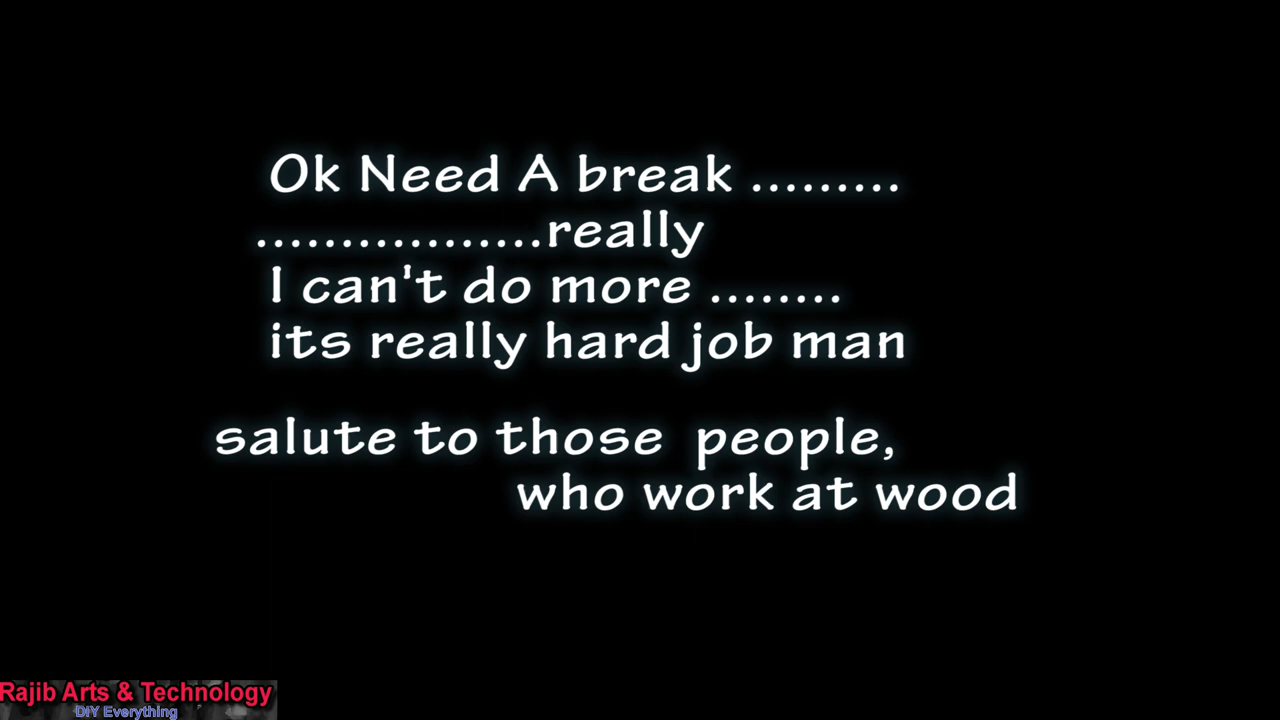 Ok Need A break .........
.................really
I can't do more ........
its really hard job man
salute to those people,
who work at wood
Rajib Arts & Technology
DIY Everything